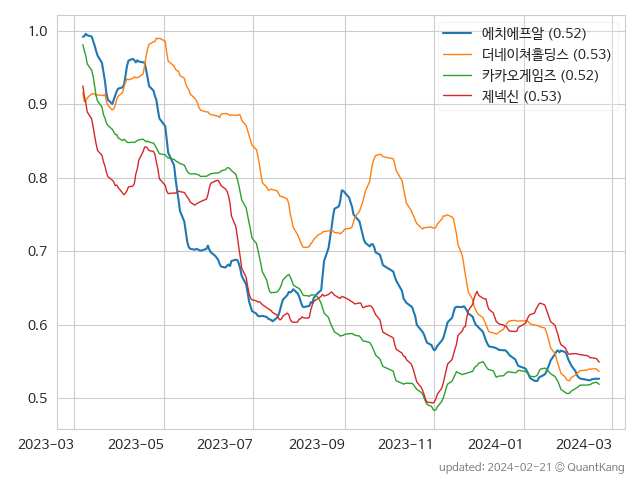 에치에프알 (0.52)
더네이쳐홀딩스 (0.53)
카카오게임즈 (0.52)
제넥신 (0.53)
1.0
0.9
0.8
0.7
0.6
0.5
2023-03 2023-05 2023-07 2023-09 2023-11 2024-01 2024-03
updated: 2024-02-21 © QuantKang